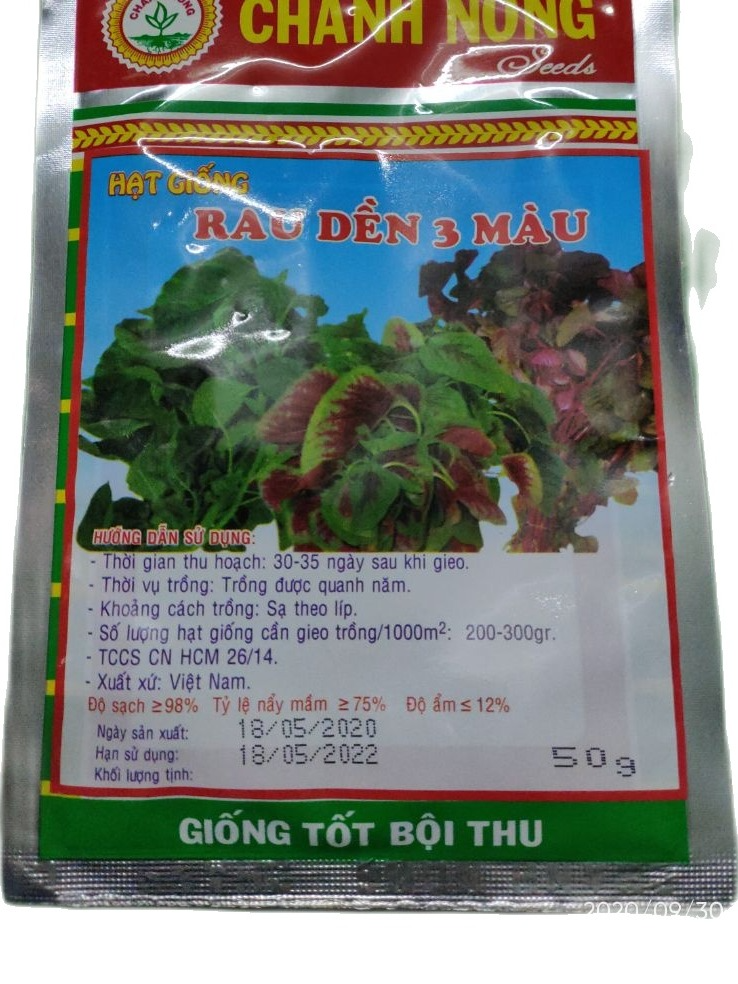 CHÁNH NÔNG
Seeds
HẠT GIỐNG
RAU DỀN 3 MÀU
HƯỚNG DẪN SỬ DỤNG:
- Thời gian thu hoạch: 30-35 ngày sau khi gieo.
- Thời vụ trồng: Trồng được quanh năm.
- Khoảng cách trồng: Sạ theo líp.
- Số lượng hạt giống cần gieo trồng/1000m²: 200-300gr.
- TCCS CN HCM 26/14.
- Xuất xứ: Việt Nam.
Độ sạch ≥98% Tỷ lệ nẩy mầm ≥75% Độ ẩm ≤ 12%
Ngày sản xuất: 18/05/2020
Hạn sử dụng: 18/05/2022
Khối lượng tịnh: 50g
GIỐNG TỐT BỘI THU
2020/09/30